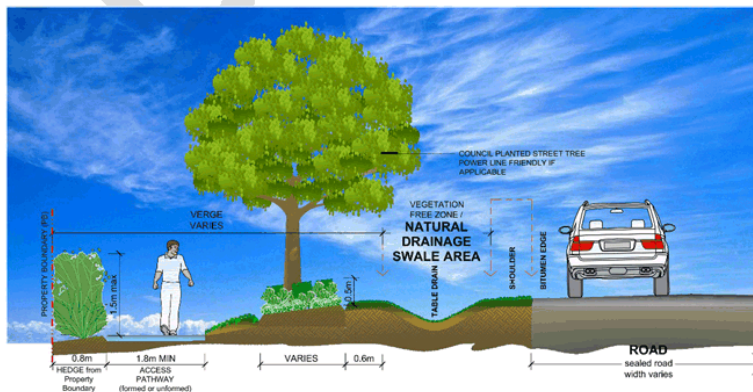 COUNCIL PLANTED STREET TREE
POWER LINE FRIENDLY IF
APPLICABLE
VERGE
VARIES
VEGETATION
FREE ZONE /
NATURAL
DRAINAGE
SWALE AREA
PROPERTY BOUNDARY (PB)
1.5m max
0.5m
TABLE DRAIN
SHOULDER
BITUMEN EDGE
0.8m
1.8m MIN
VARIES
0.6m
HEDGE from
Property
Boundary
ACCESS
PATHWAY
(formed or unformed)
ROAD
sealed road
width varies